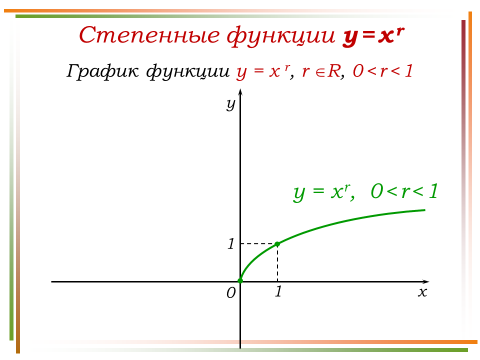 Степенные функции y = xʳ
График функции y = x ʳ, r ∈ R, 0 < r < 1
y
y = xʳ, 0 < r < 1
1
0 1 x